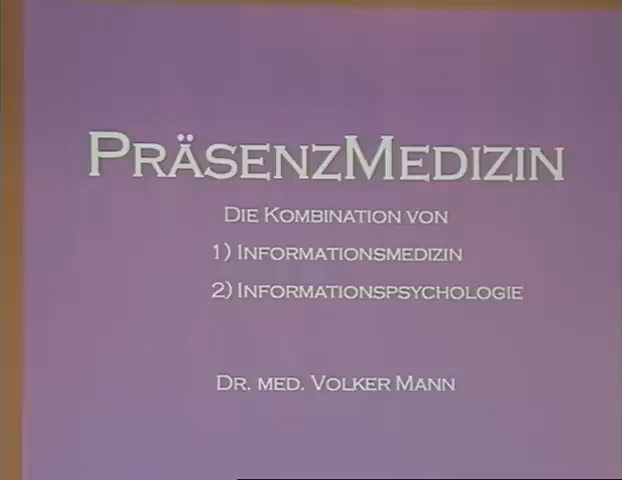 PRÄSENZMEDIZIN
DIE KOMBINATION VON
1) INFORMATIONSMEDIZIN
2) INFORMATIONSPSYCHOLOGIE
DR. MED. VOLKER MANN